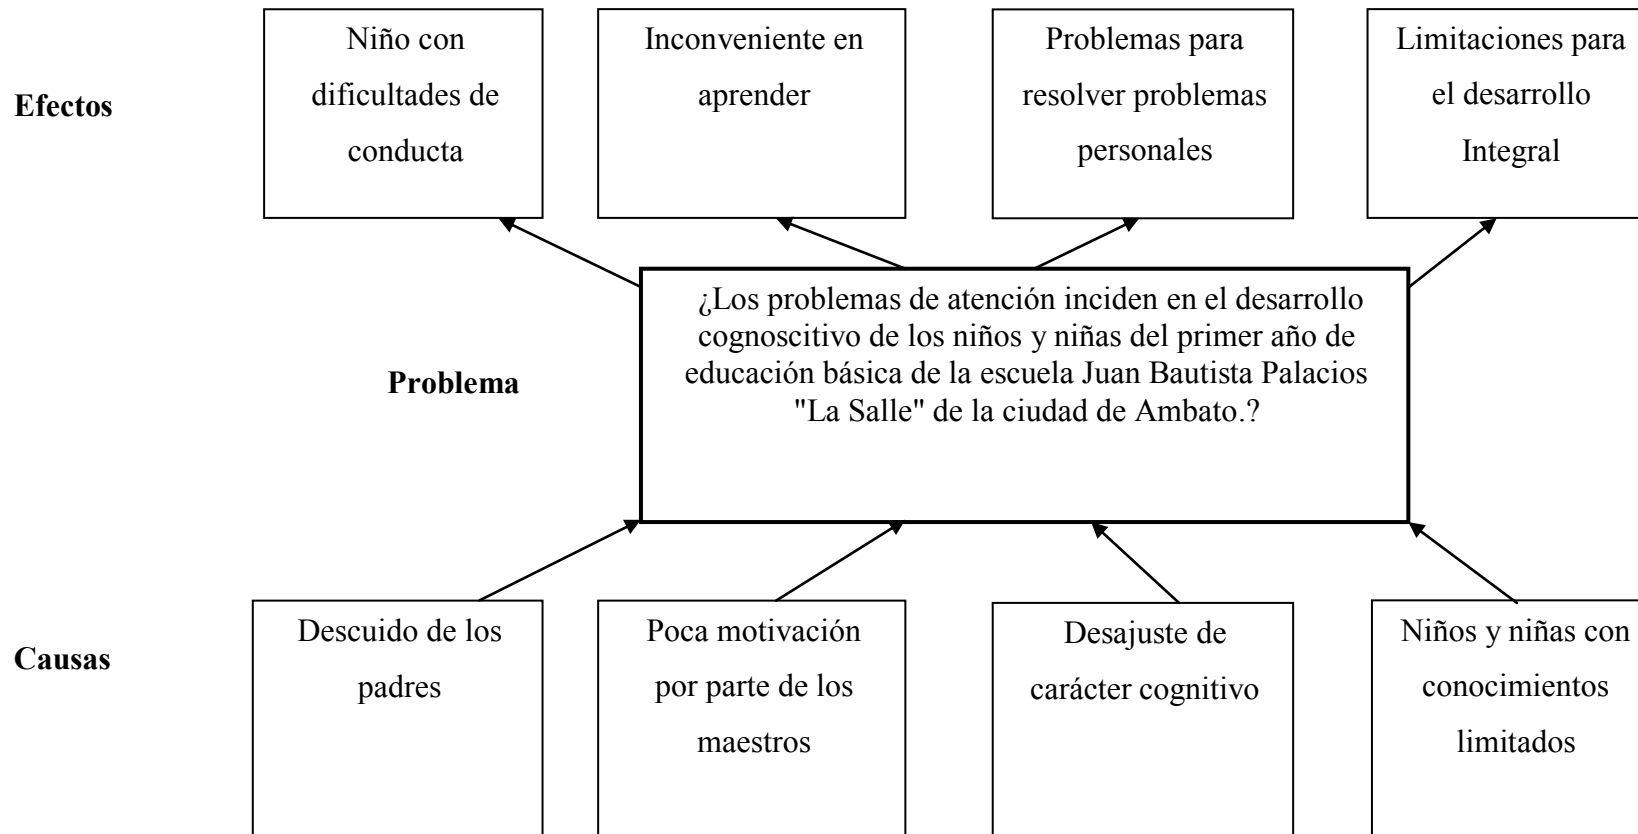 Efectos
Niño con
dificultades de
conducta
Inconveniente en
aprender
Problemas para
resolver problemas
personales
Limitaciones para
el desarrollo
Integral
Problema
¿Los problemas de atención inciden en el desarrollo
cognoscitivo de los niños y niñas del primer año de
educación básica de la escuela Juan Bautista Palacios
"La Salle" de la ciudad de Ambato.?
Causas
Descuido de los
padres
Poca motivación
por parte de los
maestros
Desajuste de
carácter cognitivo
Niños y niñas con
conocimientos
limitados